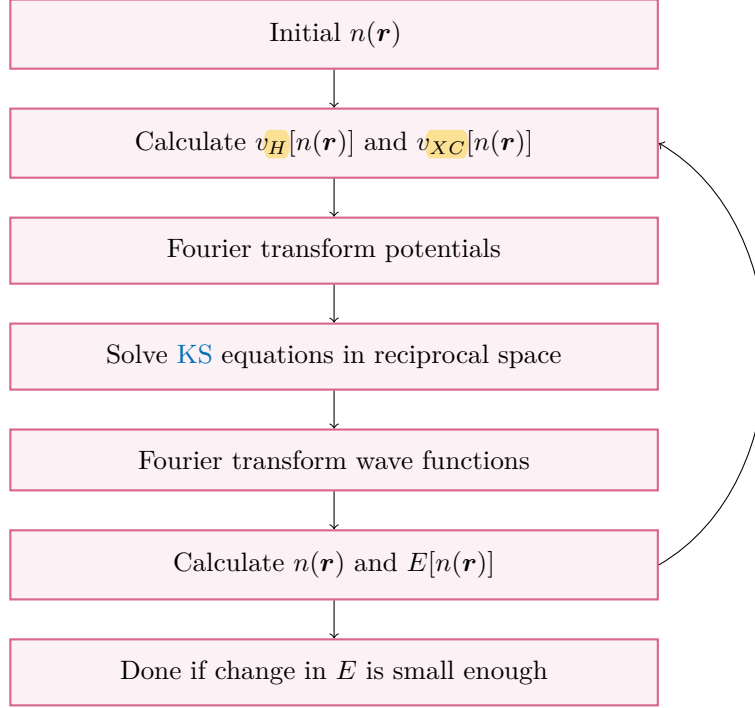 Initial n(r)
Calculate v_H[n(r)] and v_XC[n(r)]
Fourier transform potentials
Solve KS equations in reciprocal space
Fourier transform wave functions
Calculate n(r) and E[n(r)]
Done if change in E is small enough